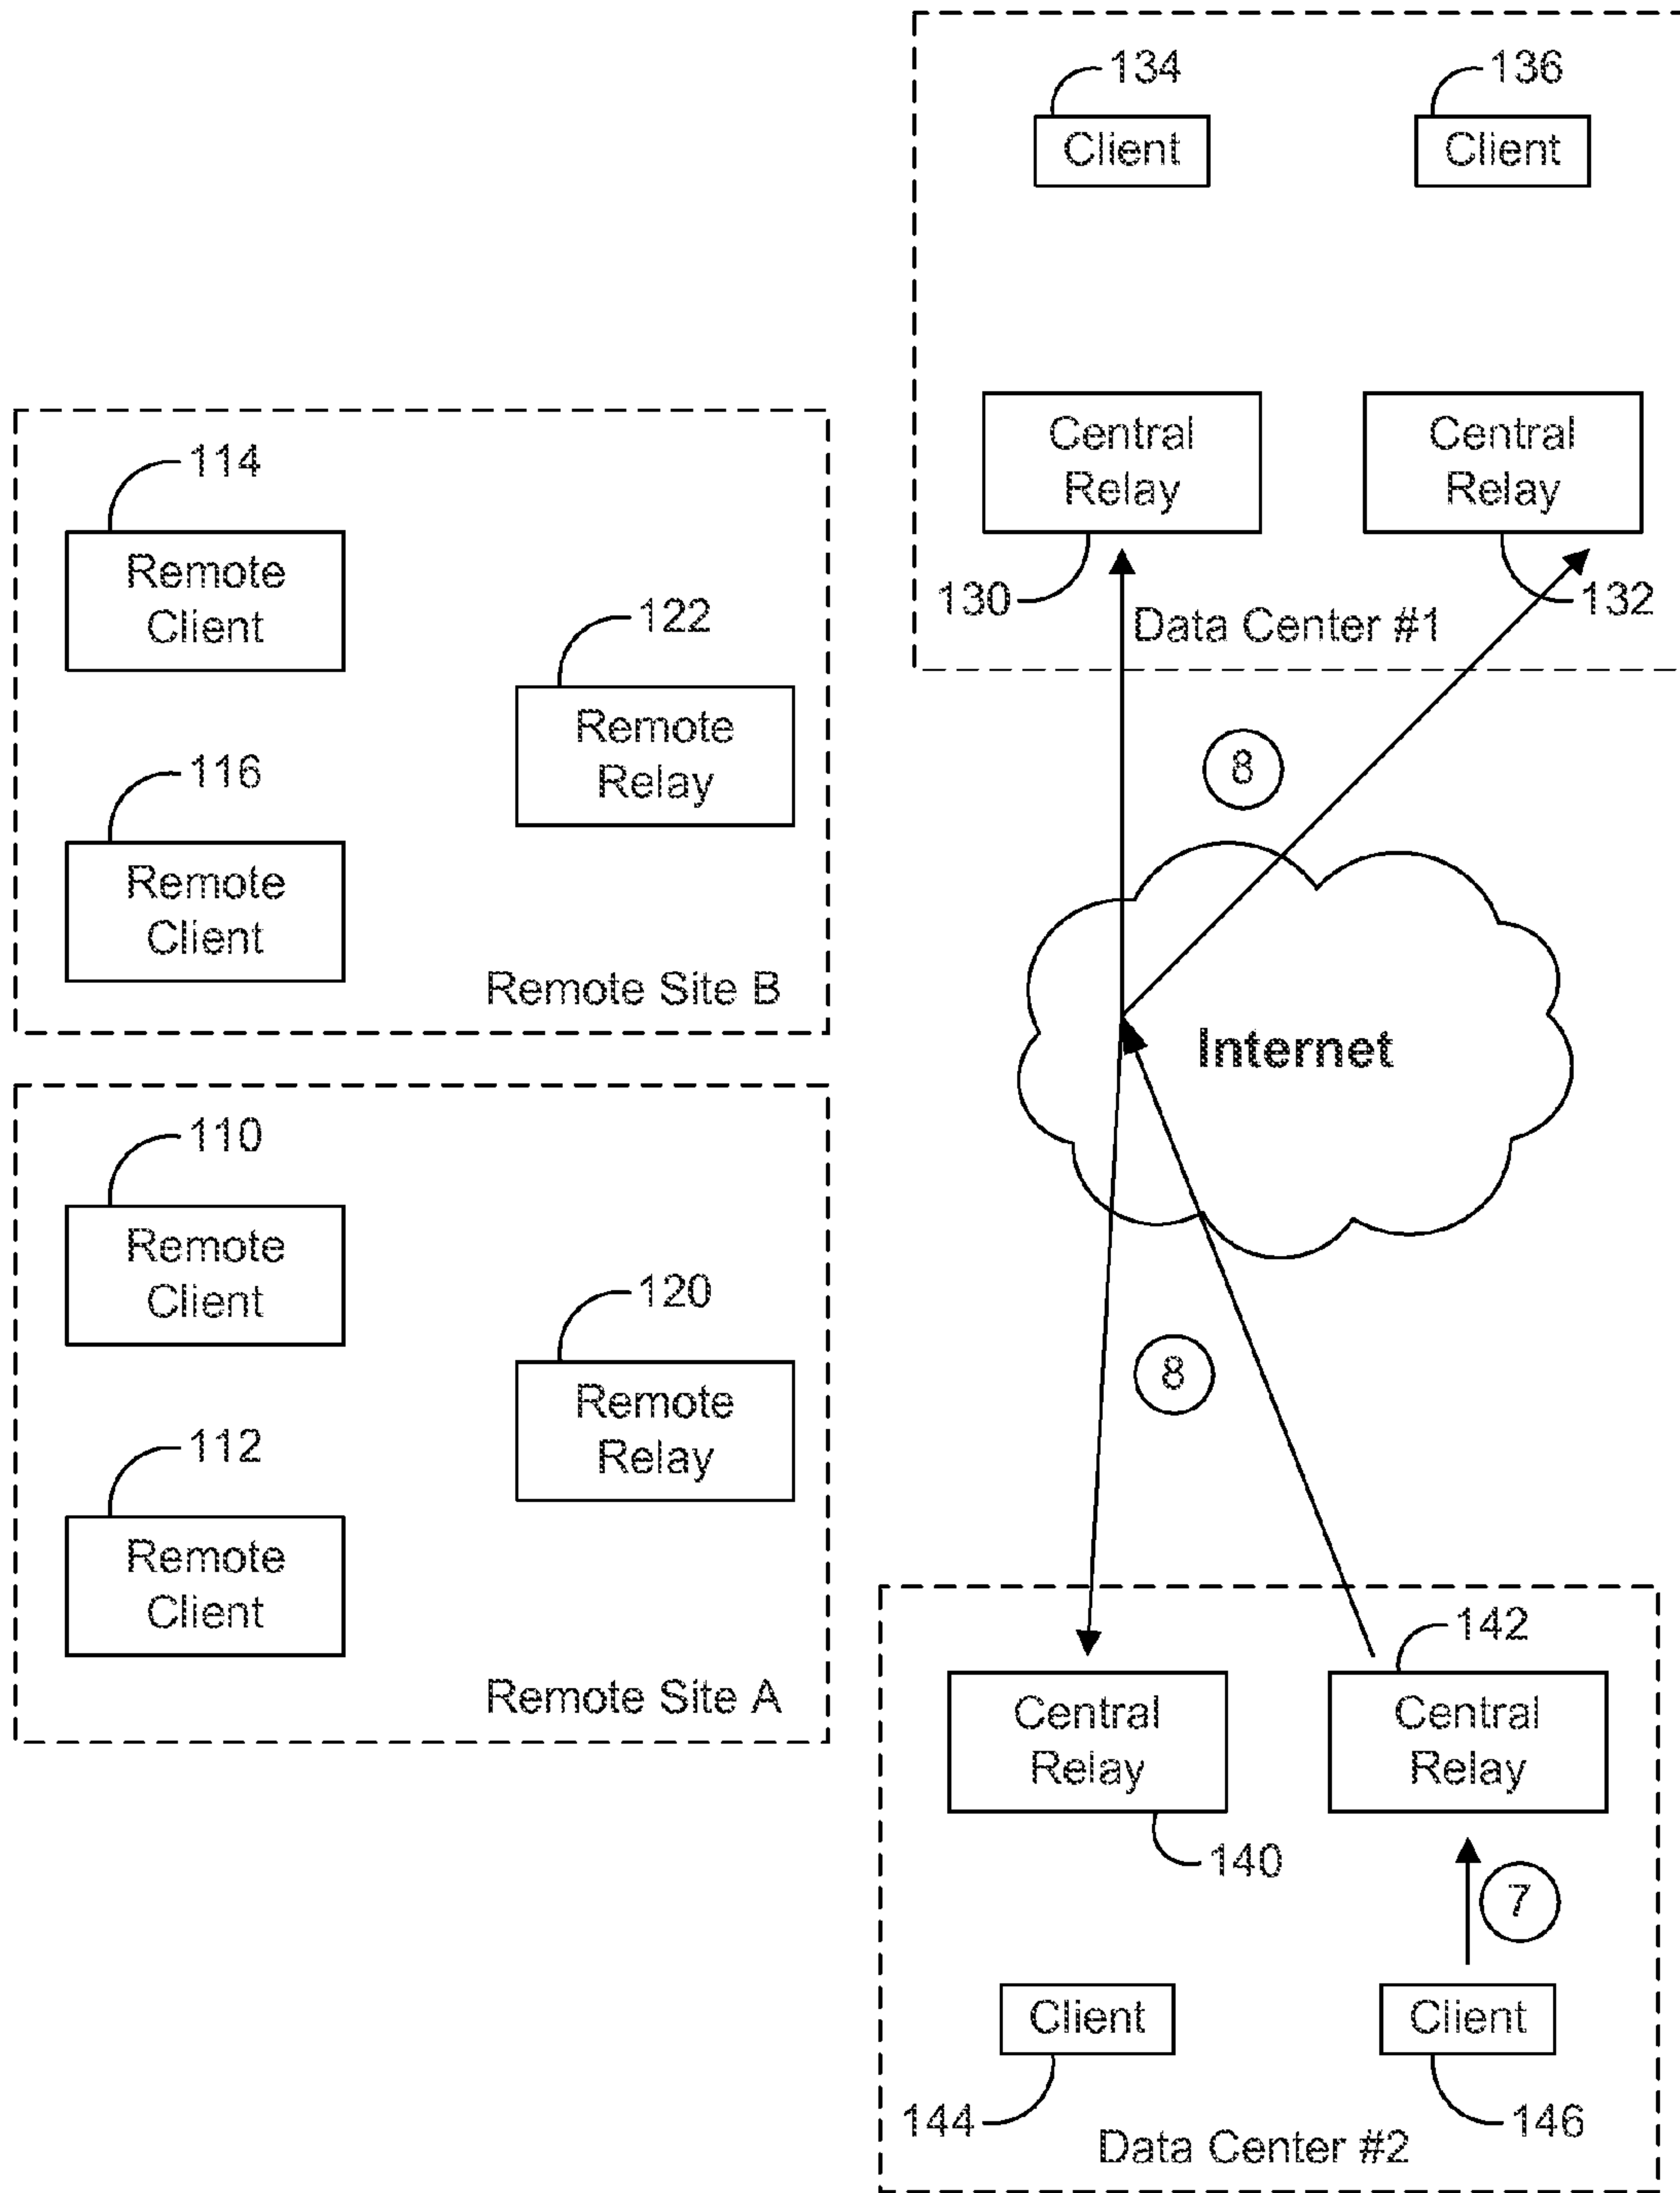 134
136
Client
Client
Central
Relay
Central
Relay
130
132
Data Center #1
114
Remote
Client
122
Remote
Relay
116
Remote
Client
Remote Site B
8
Internet
110
Remote
Client
120
Remote
Relay
112
Remote
Client
Remote Site A
8
142
Central
Relay
Central
Relay
140
7
Client
Client
144
146
Data Center #2